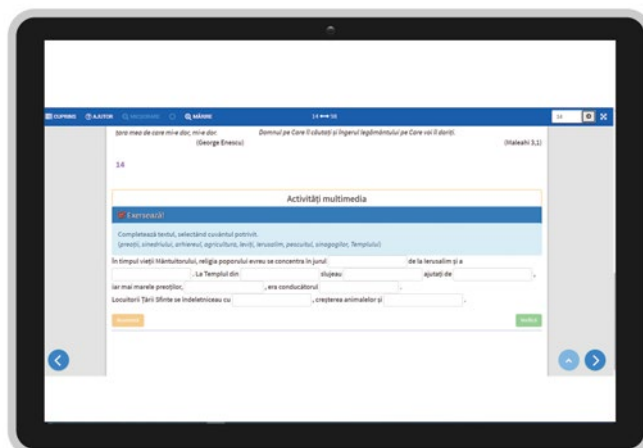 CUPRINS AJUTOR MĂRIRE 14 58 14
țara mea de care mi-e dor, mi-e dor. Domnul pe Care Îl căutați și Îngerul legământului pe Care voi Îl doriți.
(George Enescu) (Maleahi 3,1)
14
Activități multimedia
Exersează!
Completează textul, selectând cuvântul potrivit.
(preoții, sinedriului, arhiereul, agricultura, leviți, Ierusalim, pescuitul, sinagogilor, Templului)
În timpul vieții Mântuitorului, religia poporului evreu se concentra în jurul de la Ierusalim și a
. La Templul din slujeau ajutați de ,
iar mai marele preoților, , era conducătorul .
Locuitorii Țării Sfinte se îndeletniceau cu , creșterea animalelor și .
Verifică